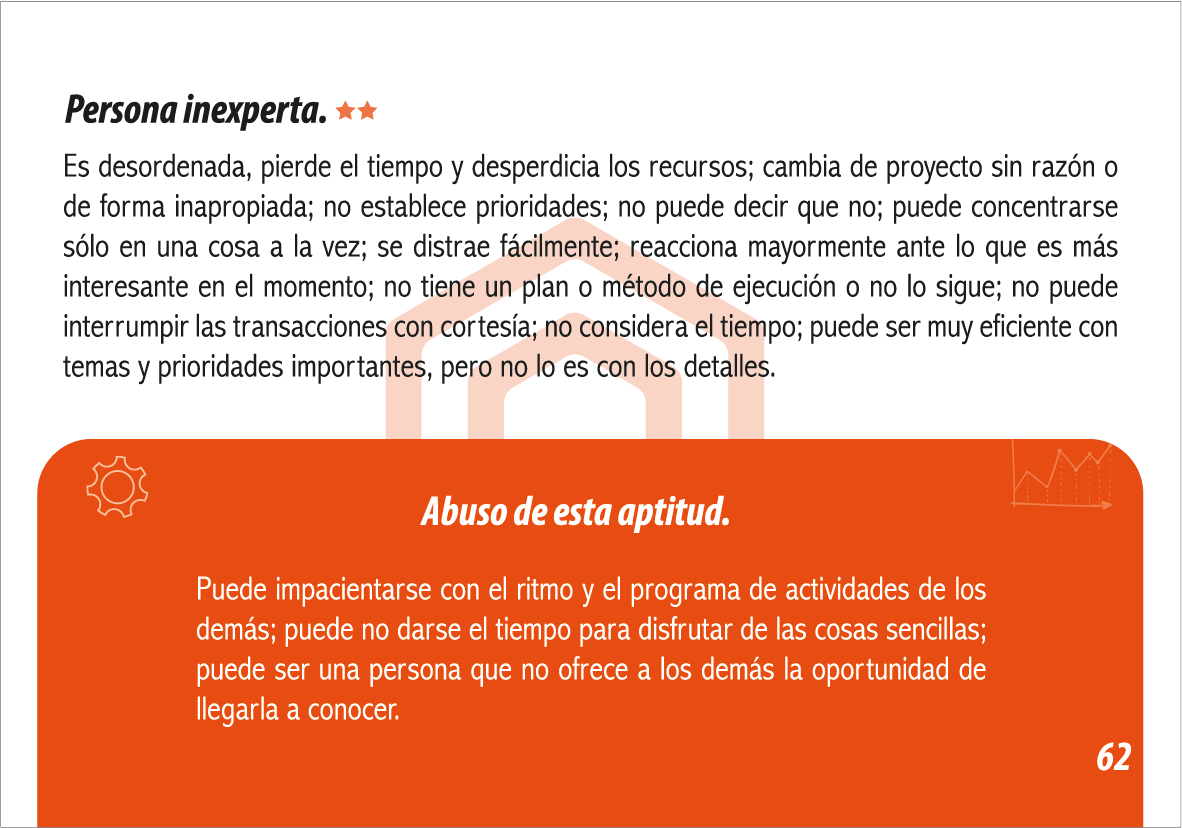 Persona inexperta.
Es desordenada, pierde el tiempo y desperdicia los recursos; cambia de proyecto sin razón o
de forma inapropiada; no establece prioridades; no puede decir que no; puede concentrarse
sólo en una cosa a la vez; se distrae fácilmente; reacciona mayormente ante lo que es más
interesante en el momento; no tiene un plan o método de ejecución o no lo sigue; no puede
interrumpir las transacciones con cortesía; no considera el tiempo; puede ser muy eficiente con
temas y prioridades importantes, pero no lo es con los detalles.
Abuso de esta aptitud.
Puede impacientarse con el ritmo y el programa de actividades de los
demás; puede no darse el tiempo para disfrutar de las cosas sencillas;
puede ser una persona que no ofrece a los demás la oportunidad de
llegarla a conocer.
62